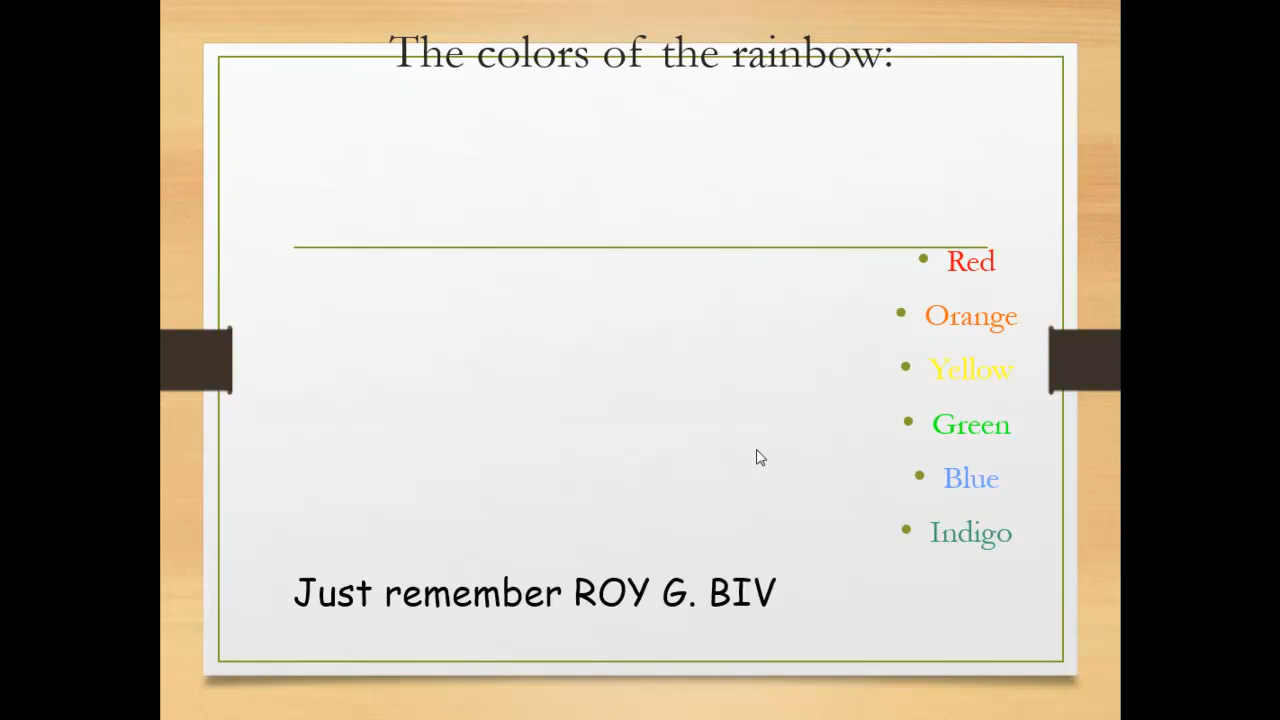 The colors of the rainbow:
• Red
• Orange
• Yellow
• Green
• Blue
• Indigo
Just remember ROY G. BIV